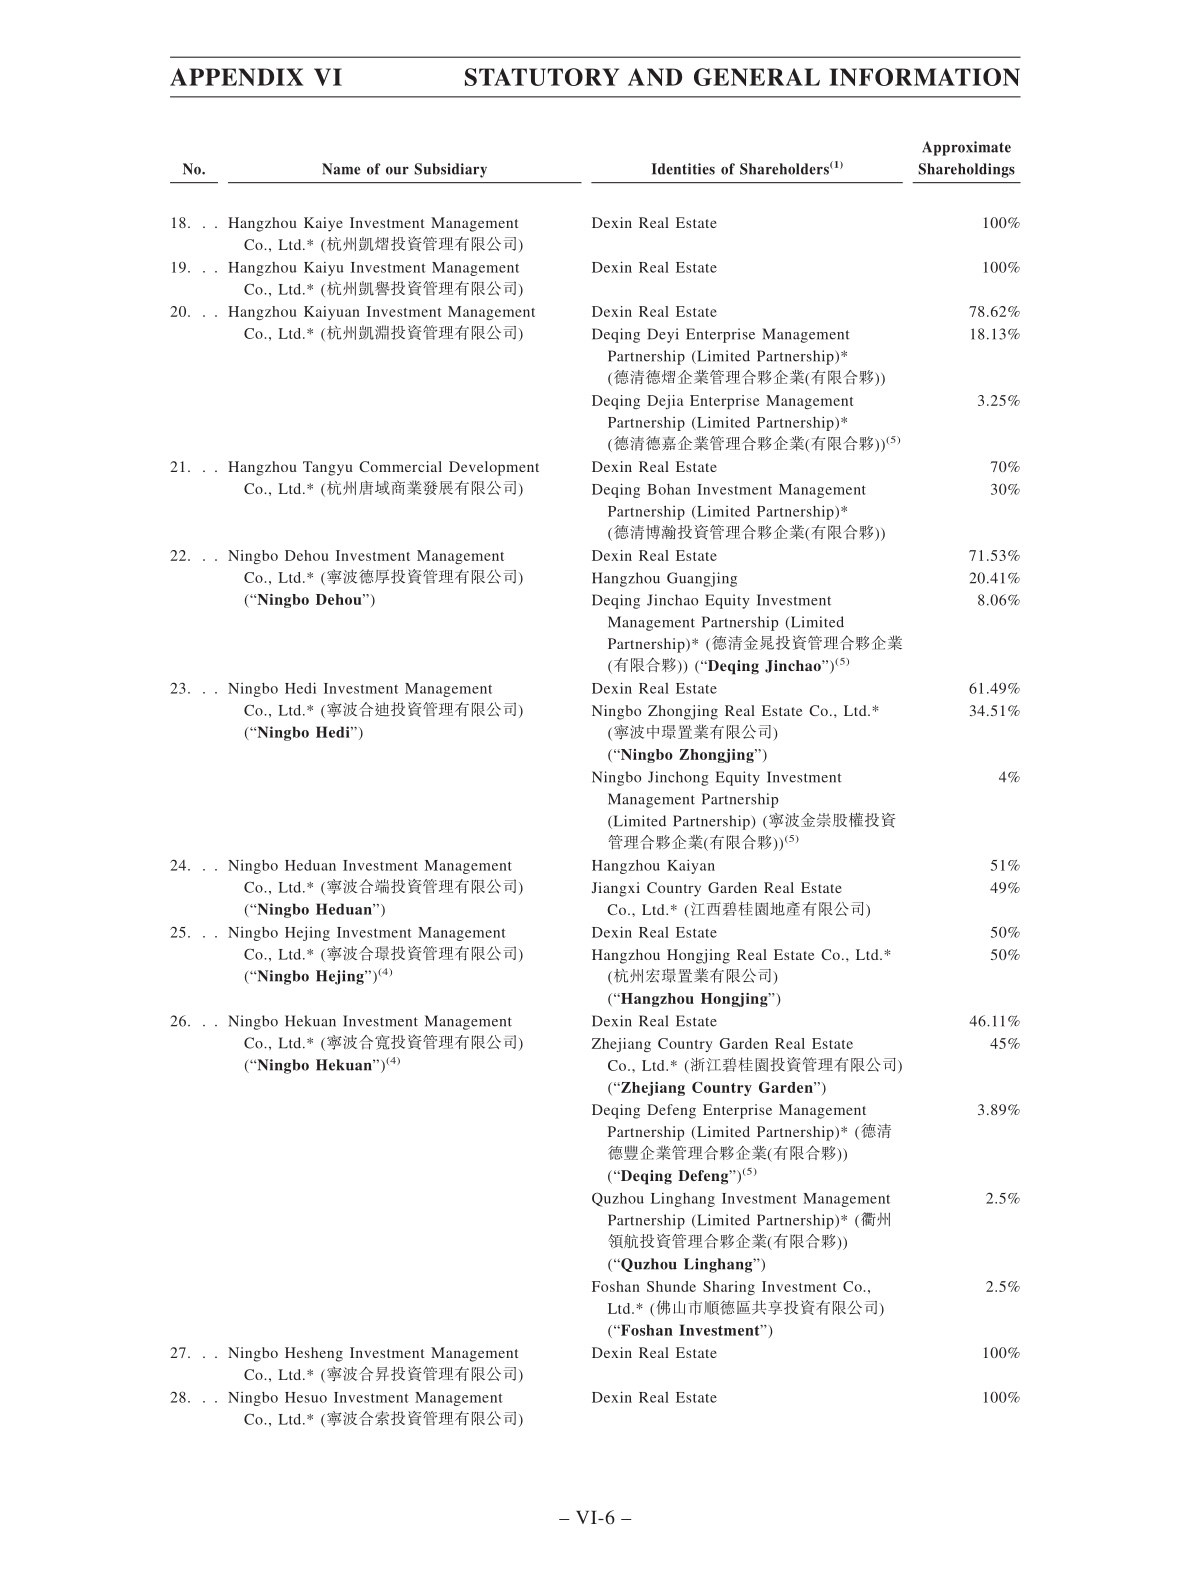 APPENDIX VI STATUTORY AND GENERAL INFORMATION
Approximate
No. Name of our Subsidiary Identities of Shareholders(1) Shareholdings
18. . . Hangzhou Kaiye Investment Management Dexin Real Estate 100%
Co., Ltd.* (杭州凱熠投資管理有限公司)
19. . . Hangzhou Kaiyu Investment Management Dexin Real Estate 100%
Co., Ltd.* (杭州凱譽投資管理有限公司)
20. . . Hangzhou Kaiyuan Investment Management Dexin Real Estate 78.62%
Co., Ltd.* (杭州凱淵投資管理有限公司) Deqing Deyi Enterprise Management 18.13%
Partnership (Limited Partnership)*
(德清德熠企業管理合夥企業(有限合夥))
Deqing Dejia Enterprise Management 3.25%
Partnership (Limited Partnership)*
(德清德嘉企業管理合夥企業(有限合夥))(5)
21. . . Hangzhou Tangyu Commercial Development Dexin Real Estate 70%
Co., Ltd.* (杭州唐域商業發展有限公司) Deqing Bohan Investment Management 30%
Partnership (Limited Partnership)*
(德清博瀚投資管理合夥企業(有限合夥))
22. . . Ningbo Dehou Investment Management Dexin Real Estate 71.53%
Co., Ltd.* (寧波德厚投資管理有限公司) Hangzhou Guangjing 20.41%
(“Ningbo Dehou”) Deqing Jinchao Equity Investment 8.06%
Management Partnership (Limited
Partnership)* (德清金晁投資管理合夥企業
(有限合夥)) (“Deqing Jinchao”)(5)
23. . . Ningbo Hedi Investment Management Dexin Real Estate 61.49%
Co., Ltd.* (寧波合迪投資管理有限公司) Ningbo Zhongjing Real Estate Co., Ltd.* 34.51%
(“Ningbo Hedi”) (寧波中璟置業有限公司)
(“Ningbo Zhongjing”)
Ningbo Jinchong Equity Investment 4%
Management Partnership
(Limited Partnership) (寧波金崇股權投資
管理合夥企業(有限合夥))(5)
24. . . Ningbo Heduan Investment Management Hangzhou Kaiyan 51%
Co., Ltd.* (寧波合端投資管理有限公司) Jiangxi Country Garden Real Estate 49%
(“Ningbo Heduan”) Co., Ltd.* (江西碧桂園地產有限公司)
25. . . Ningbo Hejing Investment Management Dexin Real Estate 50%
Co., Ltd.* (寧波合璟投資管理有限公司) Hangzhou Hongjing Real Estate Co., Ltd.* 50%
(“Ningbo Hejing”)(4) (杭州宏璟置業有限公司)
(“Hangzhou Hongjing”)
26. . . Ningbo Hekuan Investment Management Dexin Real Estate 46.11%
Co., Ltd.* (寧波合寬投資管理有限公司) Zhejiang Country Garden Real Estate 45%
(“Ningbo Hekuan”)(4) Co., Ltd.* (浙江碧桂園投資管理有限公司)
(“Zhejiang Country Garden”)
Deqing Defeng Enterprise Management 3.89%
Partnership (Limited Partnership)* (德清
德豐企業管理合夥企業(有限合夥))
(“Deqing Defeng”)(5)
Quzhou Linghang Investment Management 2.5%
Partnership (Limited Partnership)* (衢州
領航投資管理合夥企業(有限合夥))
(“Quzhou Linghang”)
Foshan Shunde Sharing Investment Co., 2.5%
Ltd.* (佛山市順德區共享投資有限公司)
(“Foshan Investment”)
27. . . Ningbo Hesheng Investment Management Dexin Real Estate 100%
Co., Ltd.* (寧波合昇投資管理有限公司)
28. . . Ningbo Hesuo Investment Management Dexin Real Estate 100%
Co., Ltd.* (寧波合索投資管理有限公司)
– VI-6 –